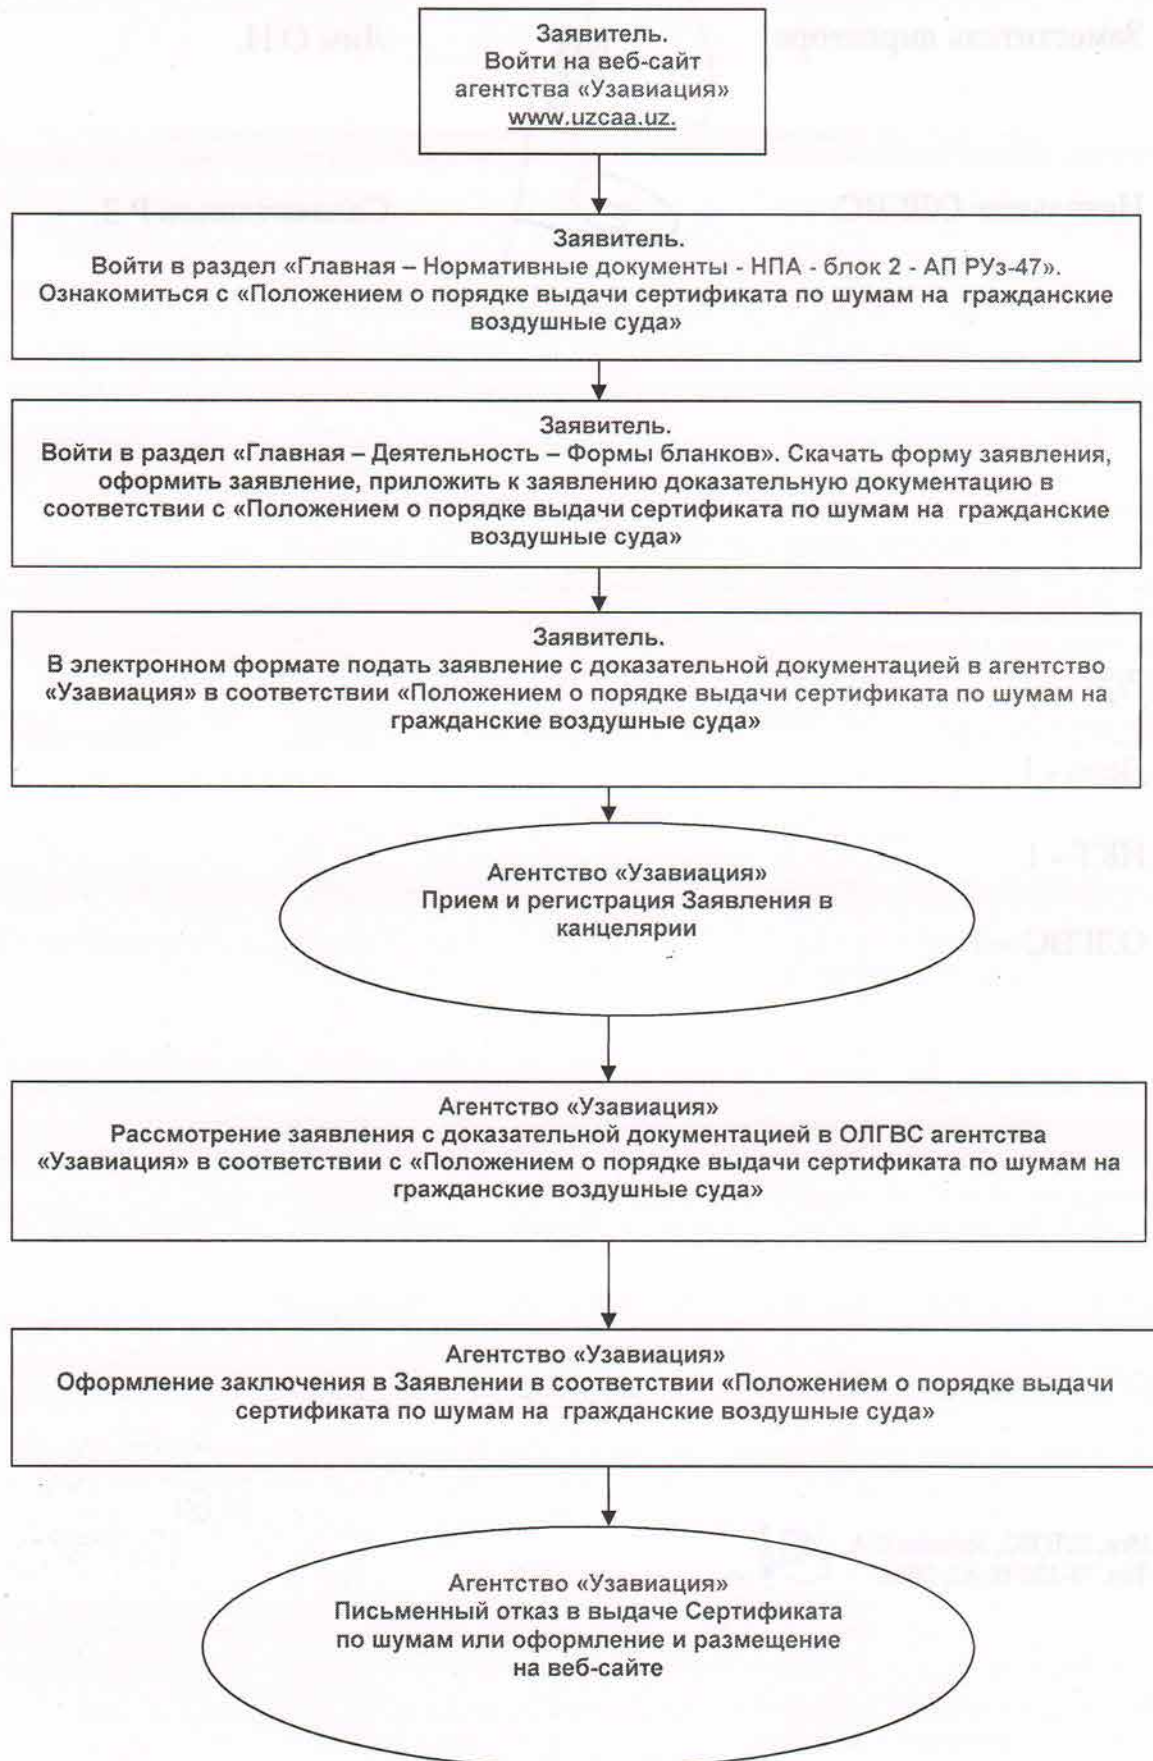 Заявитель.
Войти на веб-сайт
агентства «Узавиация»
www.uzcaa.uz.
Заявитель.
Войти в раздел «Главная – Нормативные документы - НПА - блок 2 - АП РУз-47».
Ознакомиться с «Положением о порядке выдачи сертификата по шумам на гражданские
воздушные суда»
Заявитель.
Войти в раздел «Главная – Деятельность – Формы бланков». Скачать форму заявления,
оформить заявление, приложить к заявлению доказательную документацию в
соответствии с «Положением о порядке выдачи сертификата по шумам на гражданские
воздушные суда»
Заявитель.
В электронном формате подать заявление с доказательной документацией в агентство
«Узавиация» в соответствии «Положением о порядке выдачи сертификата по шумам на
гражданские воздушные суда»
Агентство «Узавиация»
Прием и регистрация Заявления в
канцелярии
Агентство «Узавиация»
Рассмотрение заявления с доказательной документацией в ОЛГВС агентства
«Узавиация» в соответствии с «Положением о порядке выдачи сертификата по шумам на
гражданские воздушные суда»
Агентство «Узавиация»
Оформление заключения в Заявлении в соответствии «Положением о порядке выдачи
сертификата по шумам на гражданские воздушные суда»
Агентство «Узавиация»
Письменный отказ в выдаче Сертификата
по шумам или оформление и размещение
на веб-сайте